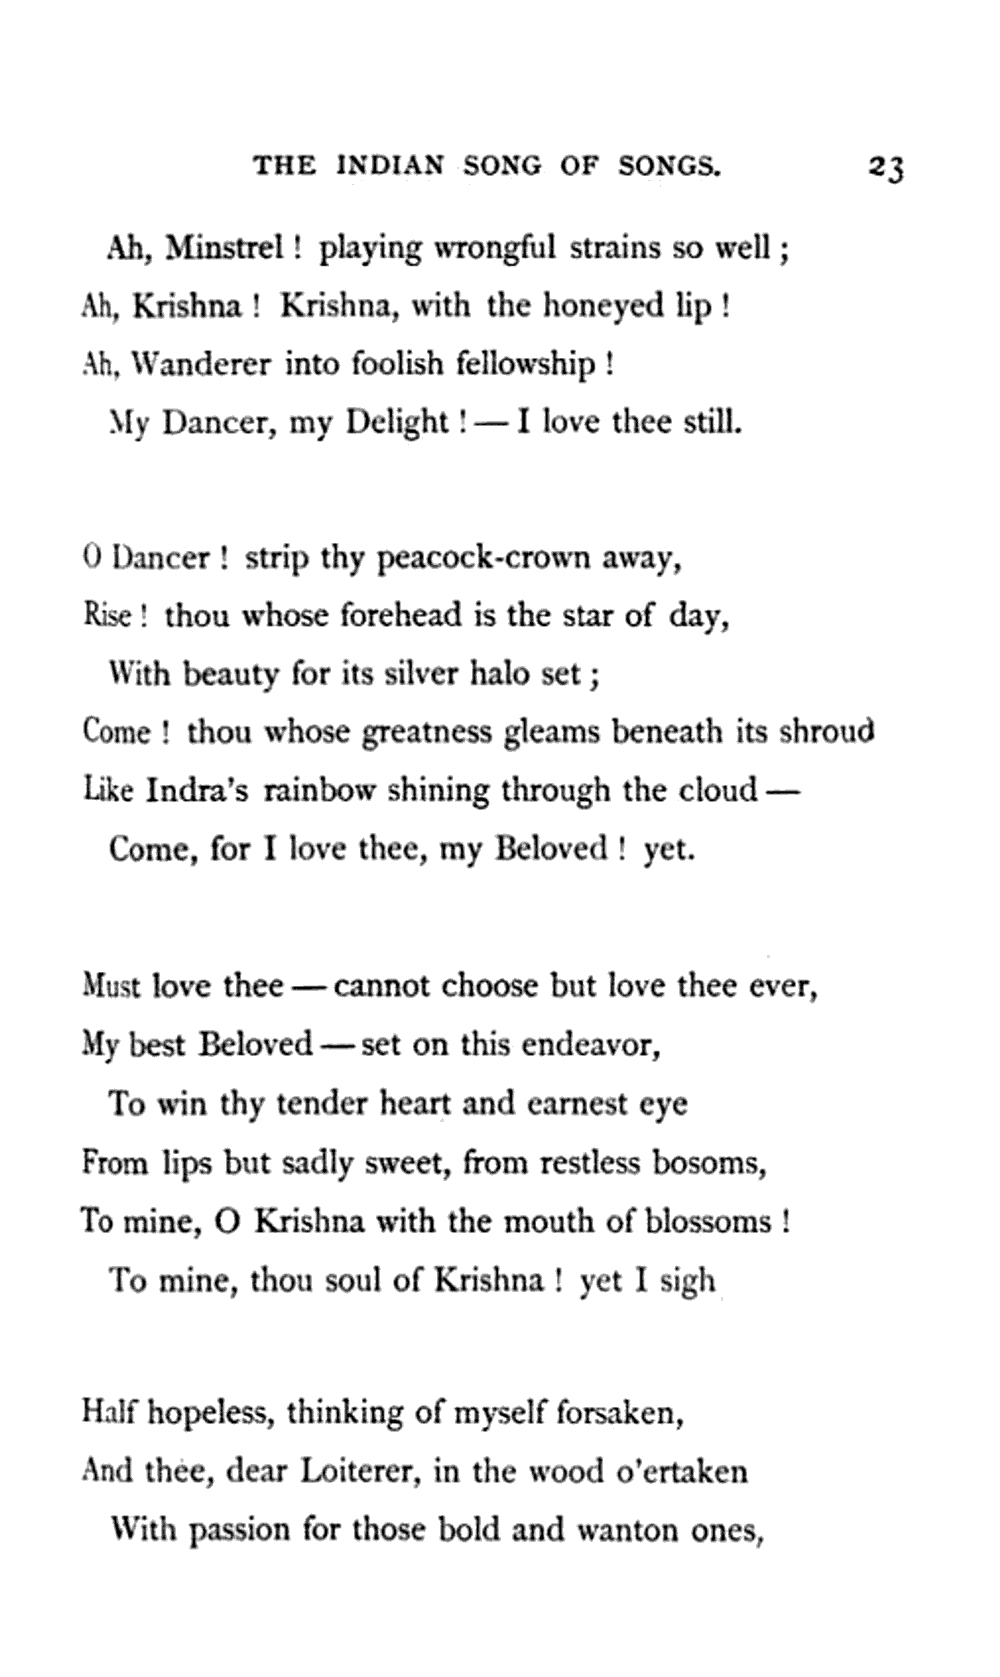 THE INDIAN SONG OF SONGS. 23
Ah, Minstrel! playing wrongful strains so well;
Ah, Krishna! Krishna, with the honeyed lip!
Ah, Wanderer into foolish fellowship!
My Dancer, my Delight!—I love thee still.
O Dancer! strip thy peacock-crown away,
Rise! thou whose forehead is the star of day,
With beauty for its silver halo set;
Come! thou whose greatness gleams beneath its shroud
Like Indra's rainbow shining through the cloud—
Come, for I love thee, my Beloved! yet.
Must love thee—cannot choose but love thee ever,
My best Beloved—set on this endeavor,
To win thy tender heart and earnest eye
From lips but sadly sweet, from restless bosoms,
To mine, O Krishna with the mouth of blossoms!
To mine, thou soul of Krishna! yet I sigh
Half hopeless, thinking of myself forsaken,
And thee, dear Loiterer, in the wood o'ertaken
With passion for those bold and wanton ones,